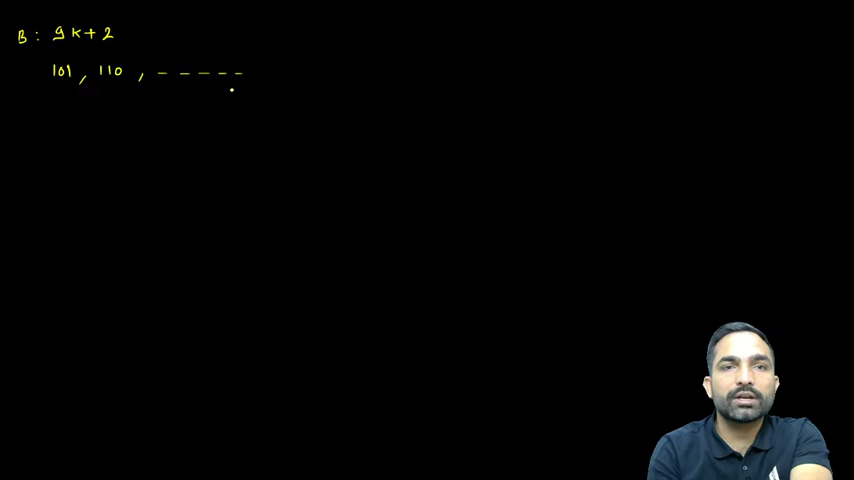 B : 9k+2
101, 110, - - - - -